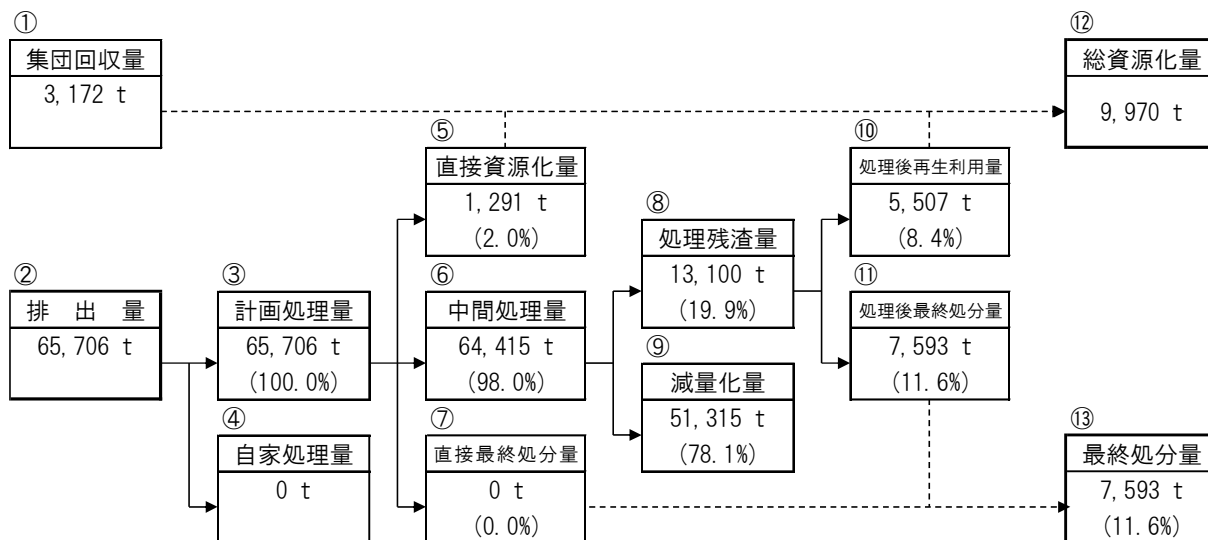 ①
集団回収量
3,172 t
⑫
総資源化量
9,970 t
⑤
直接資源化量
1,291 t
(2.0%)
⑩
処理後再生利用量
5,507 t
(8.4%)
⑧
処理残渣量
13,100 t
(19.9%)
②
排 出 量
65,706 t
③
計画処理量
65,706 t
(100.0%)
⑥
中間処理量
64,415 t
(98.0%)
⑪
処理後最終処分量
7,593 t
(11.6%)
⑨
減量化量
51,315 t
(78.1%)
④
自家処理量
0 t
⑦
直接最終処分量
0 t
(0.0%)
⑬
最終処分量
7,593 t
(11.6%)